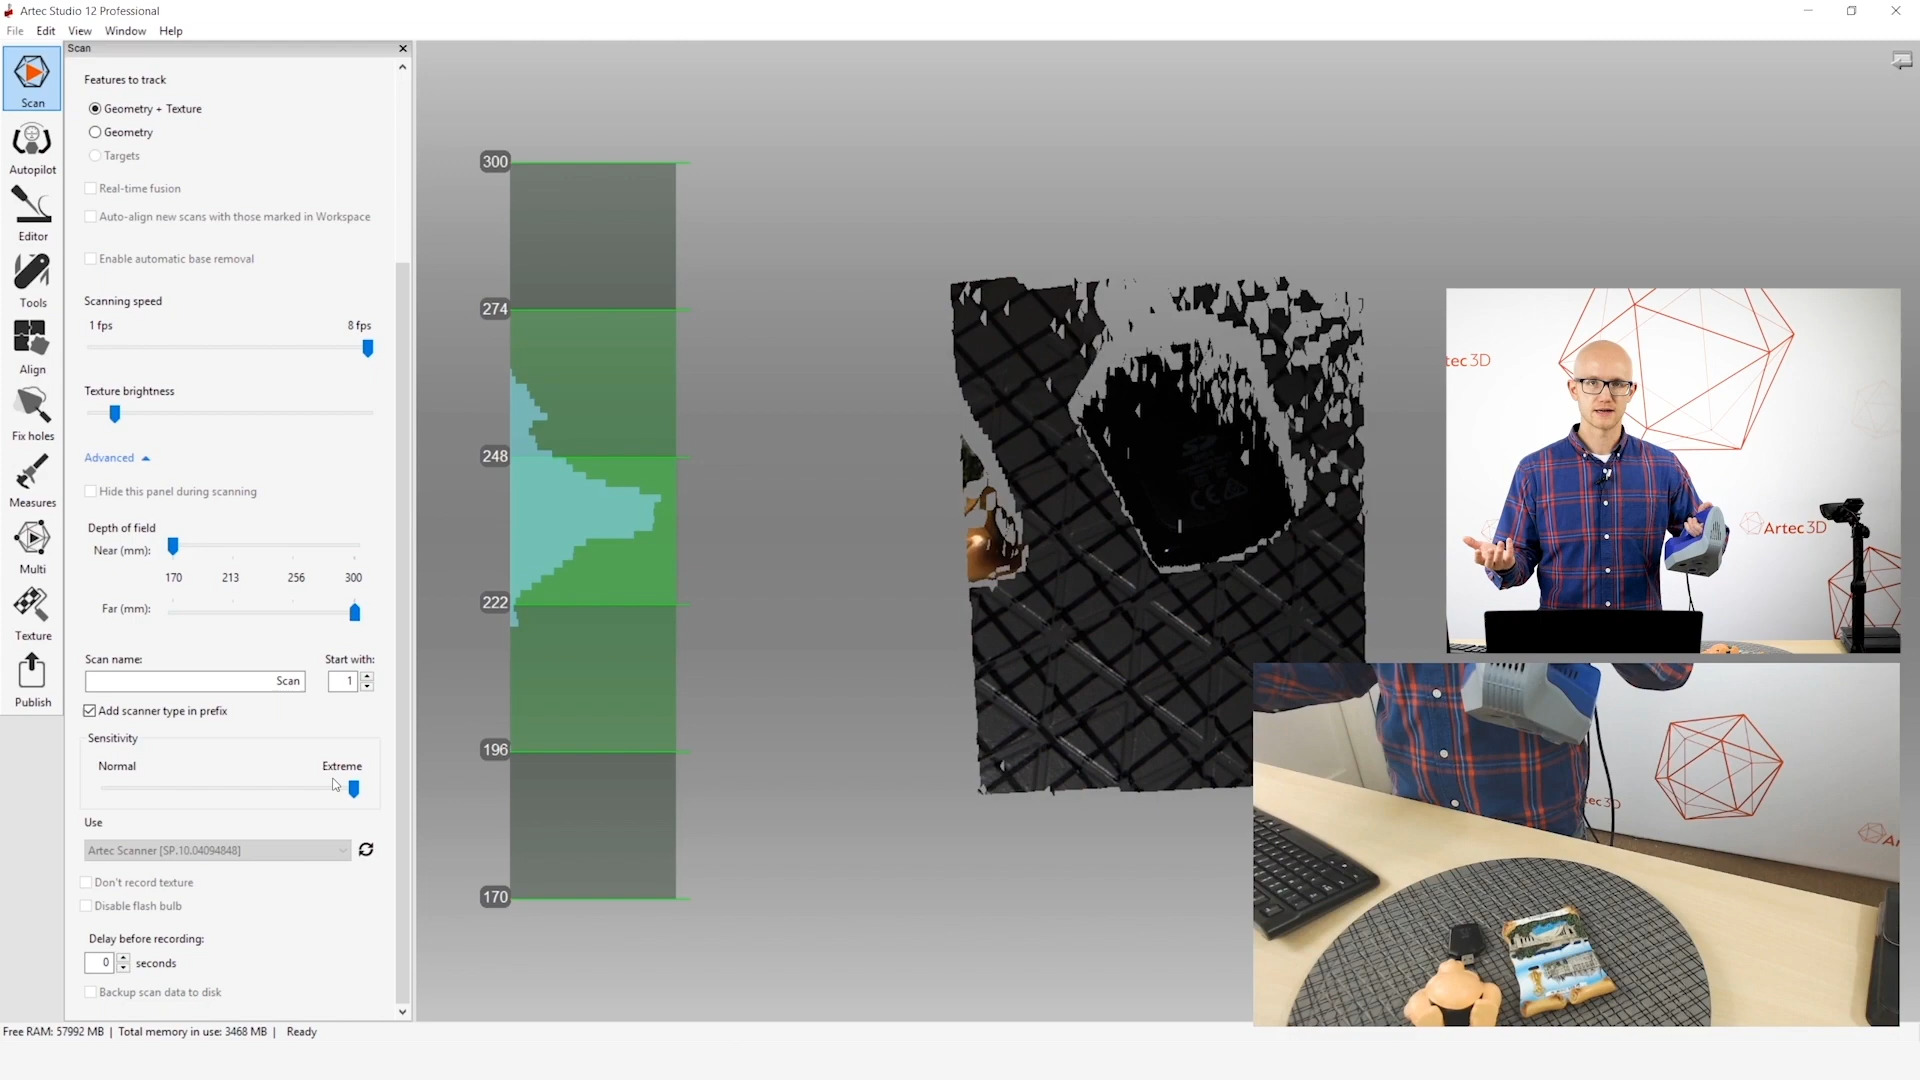 Artec Studio 12 Professional
File Edit View Window Help
Scan
Scan
Autopilot
Editor
Tools
Align
Fix holes
Measures
Multi
Texture
Publish
Features to track
Geometry + Texture
Geometry
Targets
Real-time fusion
Auto-align new scans with those marked in Workspace
Enable automatic base removal
Scanning speed
1 fps 8 fps
Texture brightness
Advanced
Hide this panel during scanning
Depth of field
Near (mm):
170 213 256 300
Far (mm):
Scan name: Start with:
Scan 1
Add scanner type in prefix
Sensitivity
Normal Extreme
Use
Artec Scanner [SP.10.04094848]
Don't record texture
Disable flash bulb
Delay before recording:
0 seconds
Backup scan data to disk
Free RAM: 57992 MB | Total memory in use: 3468 MB | Ready
300
274
248
222
196
170
CE
tec 3D
Artec 3D
tec 3D
Ar